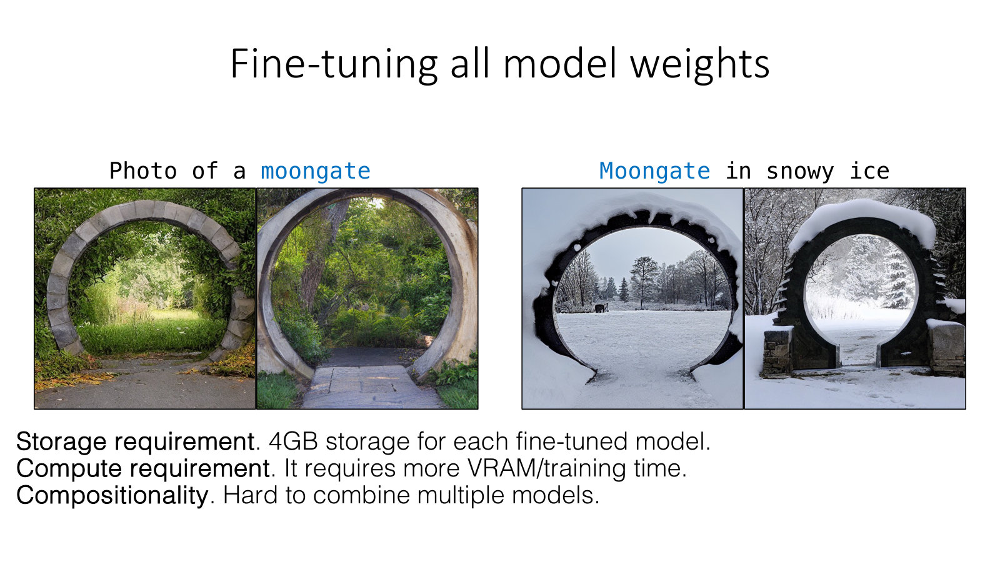 Fine-tuning all model weights
Photo of a moongate
Moongate in snowy ice
Storage requirement. 4GB storage for each fine-tuned model.
Compute requirement. It requires more VRAM/training time.
Compositionality. Hard to combine multiple models.